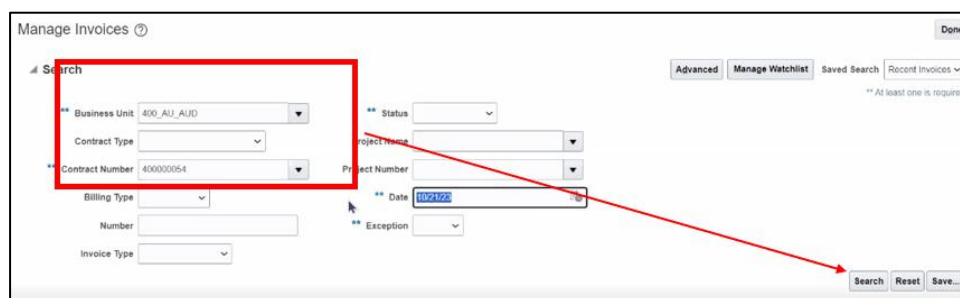 Manage Invoices ?
Done
Search
Advanced Manage Watchlist Saved Search Recent Invoices
** At least one is require
** Business Unit 400_AU_AUD ** Status
Contract Type Project Name
** Contract Number 400000054 Project Number
Billing Type ** Date 10/21/23
Number ** Exception
Invoice Type
Search Reset Save...